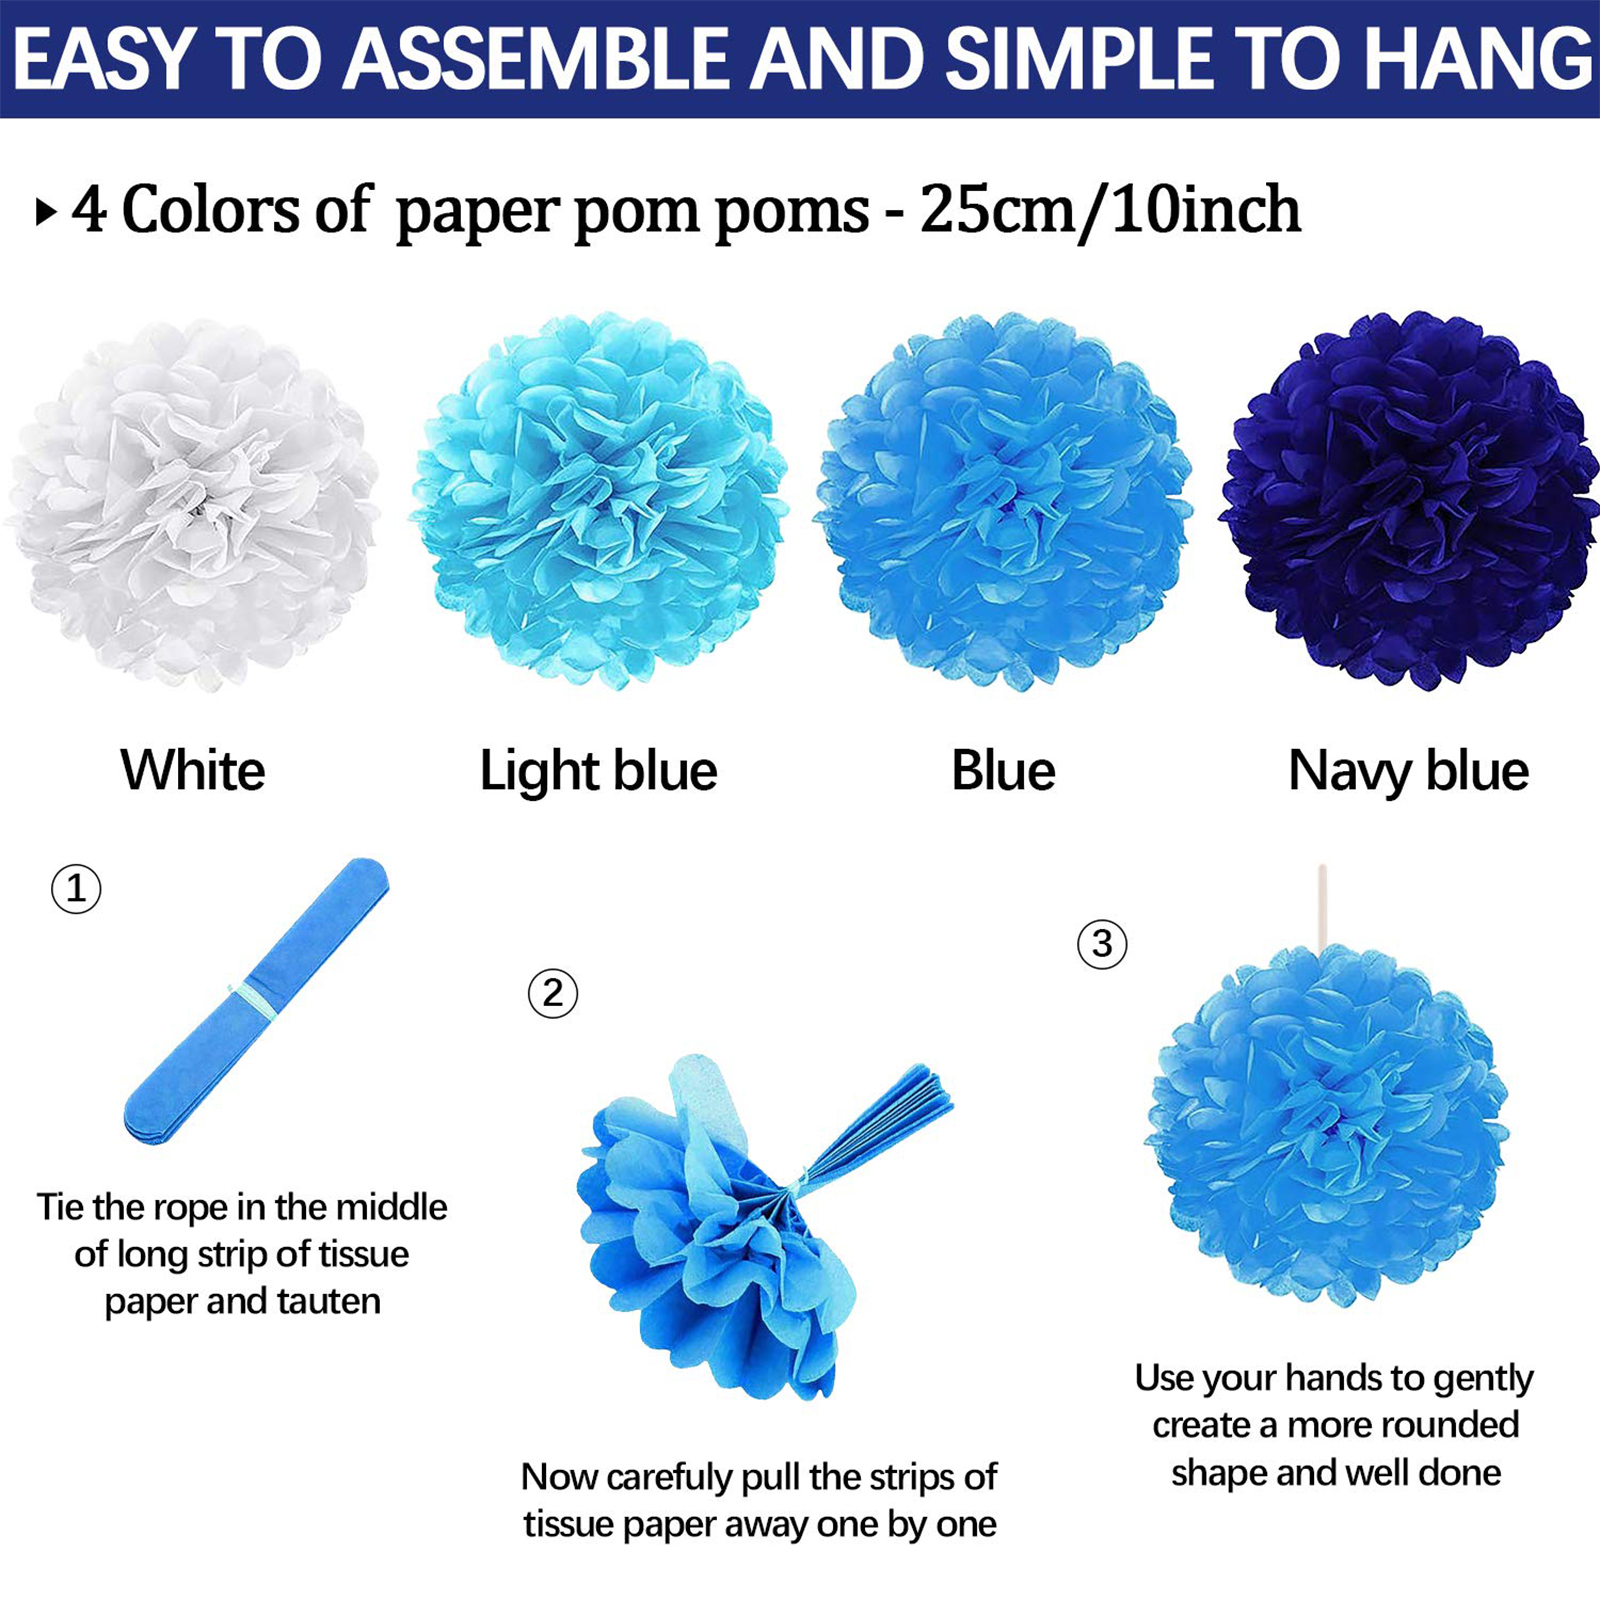 EASY TO ASSEMBLE AND SIMPLE TO HANG
4 Colors of paper pom poms - 25cm/10inch
White
Light blue
Blue
Navy blue
1
Tie the rope in the middle
of long strip of tissue
paper and tauten
2
Now carefuly pull the strips of
tissue paper away one by one
3
Use your hands to gently
create a more rounded
shape and well done